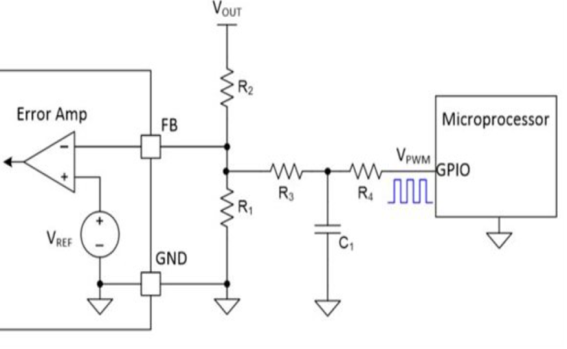 VOUT
R2
Error Amp
FB
Microprocessor
VPWM
GPIO
R3
R4
R1
VREF
C1
GND